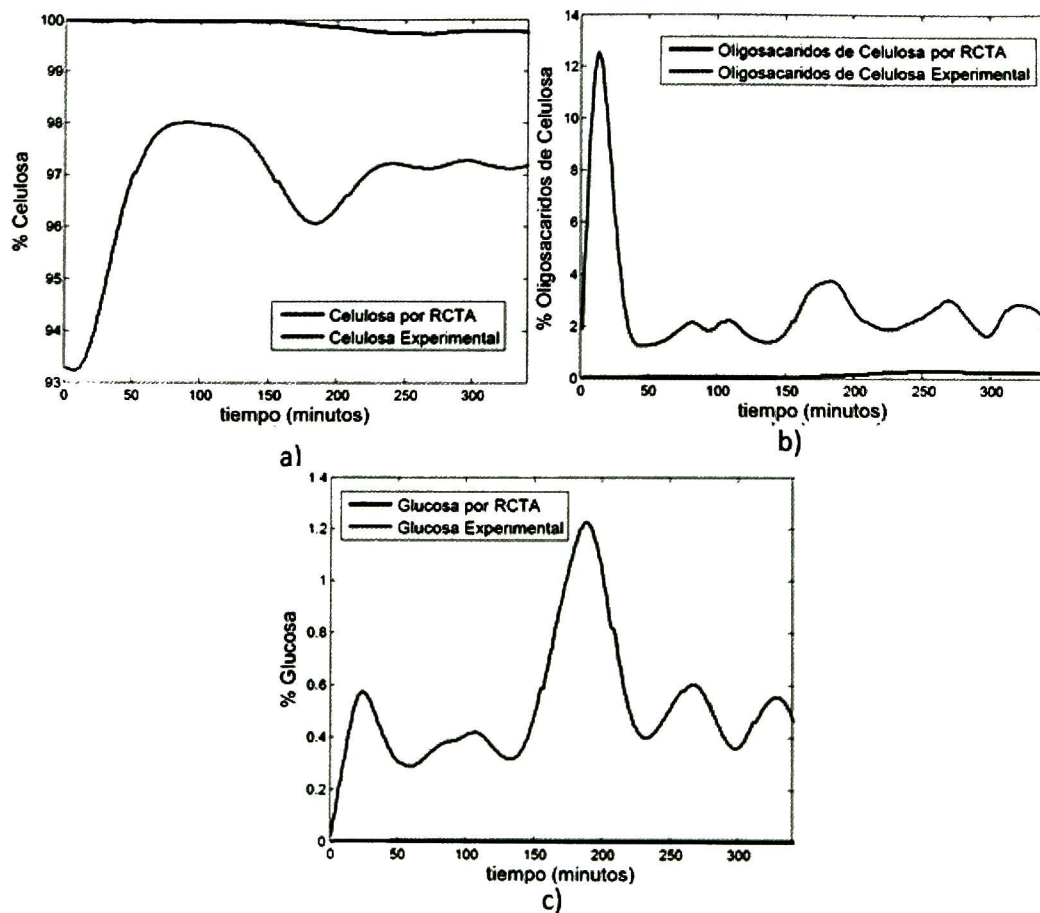 100
99
98
97
96
95
94
93
% Celulosa
Celulosa por RCTA
Celulosa Experimental
0 50 100 150 200 250 300
tiempo (minutos)
a)
14
12
10
8
6
4
2
0
% Oligosacaridos de Celulosa
Oligosacaridos de Celulosa por RCTA
Oligosacaridos de Celulosa Experimental
0 50 100 150 200 250 300
tiempo (minutos)
b)
1.4
1.2
1
0.8
0.6
0.4
0.2
0
% Glucosa
Glucosa por RCTA
Glucosa Experimental
0 50 100 150 200 250 300
tiempo (minutos)
c)